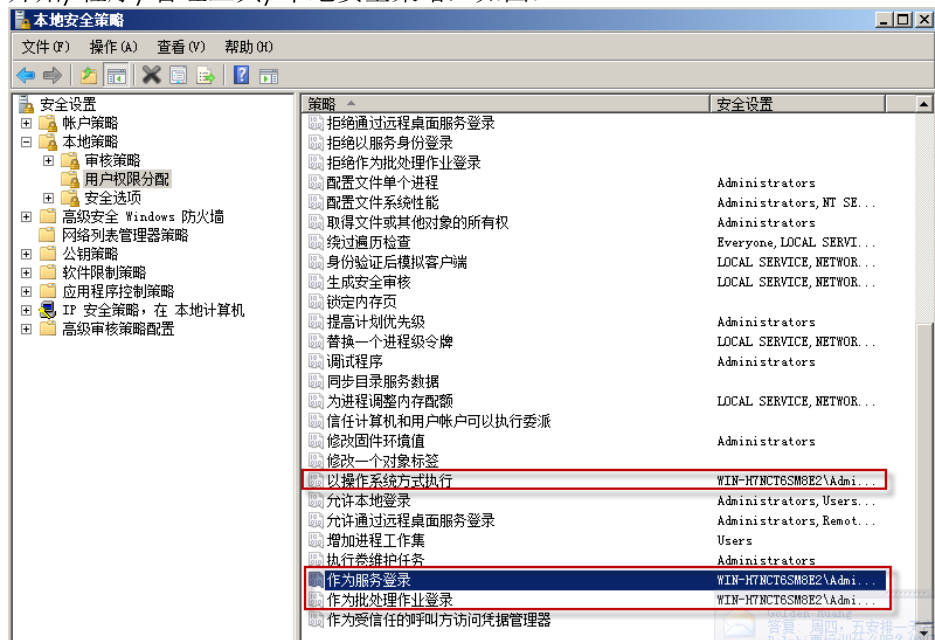 本地安全策略
文件(F) 操作(A) 查看(V) 帮助(H)
安全设置
帐户策略
本地策略
审核策略
用户权限分配
安全选项
高级安全 Windows 防火墙
网络列表管理器策略
公钥策略
软件限制策略
应用程序控制策略
IP 安全策略，在 本地计算机
高级审核策略配置
策略 安全设置
拒绝通过远程桌面服务登录
拒绝以服务身份登录
拒绝作为批处理作业登录
配置文件单个进程 Administrators
配置文件系统性能 Administrators,NT SE...
取得文件或其他对象的所有权 Administrators
绕过遍历检查 Everyone,LOCAL SERVI...
身份验证后模拟客户端 LOCAL SERVICE,NETWOR...
生成安全审核 LOCAL SERVICE,NETWOR...
锁定内存页
提高计划优先级 Administrators
替换一个进程级令牌 LOCAL SERVICE,NETWOR...
调试程序 Administrators
同步目录服务数据
为进程调整内存配额 LOCAL SERVICE,NETWOR...
信任计算机和用户帐户可以执行委派
修改固件环境值 Administrators
修改一个对象标签
以操作系统方式执行 WIN-H7NCT6SM8E2\Admi...
允许本地登录 Administrators,Users...
允许通过远程桌面服务登录 Administrators,Remot...
增加进程工作集 Users
执行卷维护任务 Administrators
作为服务登录 WIN-H7NCT6SM8E2\Admi...
作为批处理作业登录 WIN-H7NCT6SM8E2\Admi...
作为受信任的呼叫方访问凭据管理器
Golden Huang
答复: 周四，五安排一天